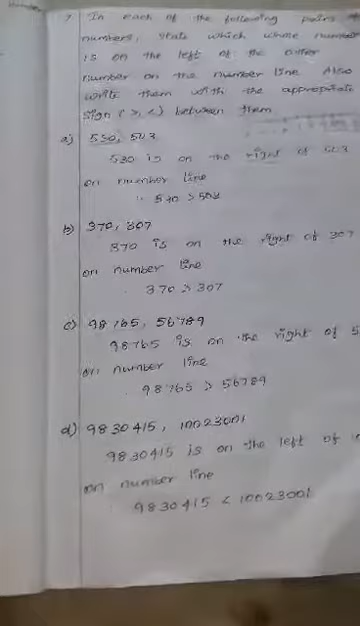 7 In each of the following pairs of
numbers, state which whole number
is on the left of the other
number on the number line Also
write them with the appropriate
sign (>, <) between them
a) 530, 503
530 is on the right of 503
on number line
∴ 530 > 503
b) 370, 307
370 is on the right of 307
on number line
370 > 307
c) 98765, 56789
98765 is on the right of 5
on number line
98765 > 56789
d) 9830415, 10023001
9830415 is on the left of
on number line
9830415 < 10023001